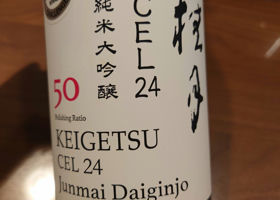 桂月
CEL
24
純米大吟醸
50
Polishing Ratio
KEIGETSU
CEL 24
Junmai Daiginjo